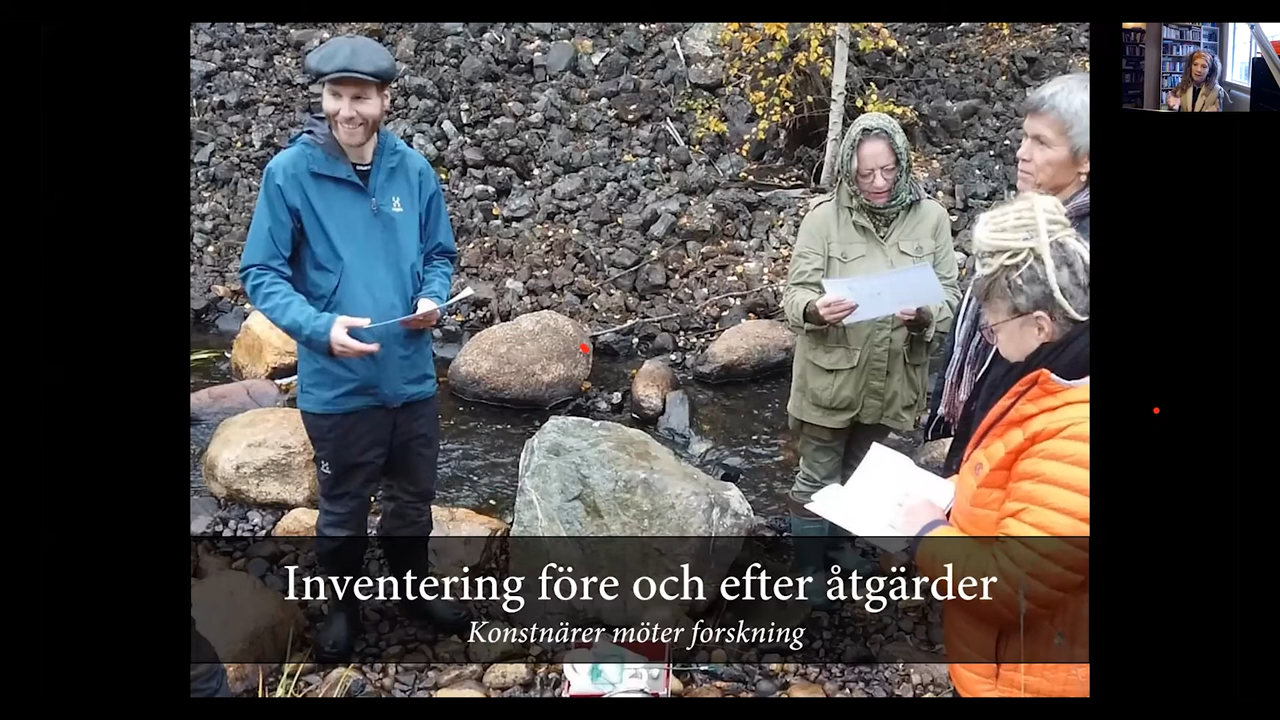 Inventering före och efter åtgärder
Konstnärer möter forskning